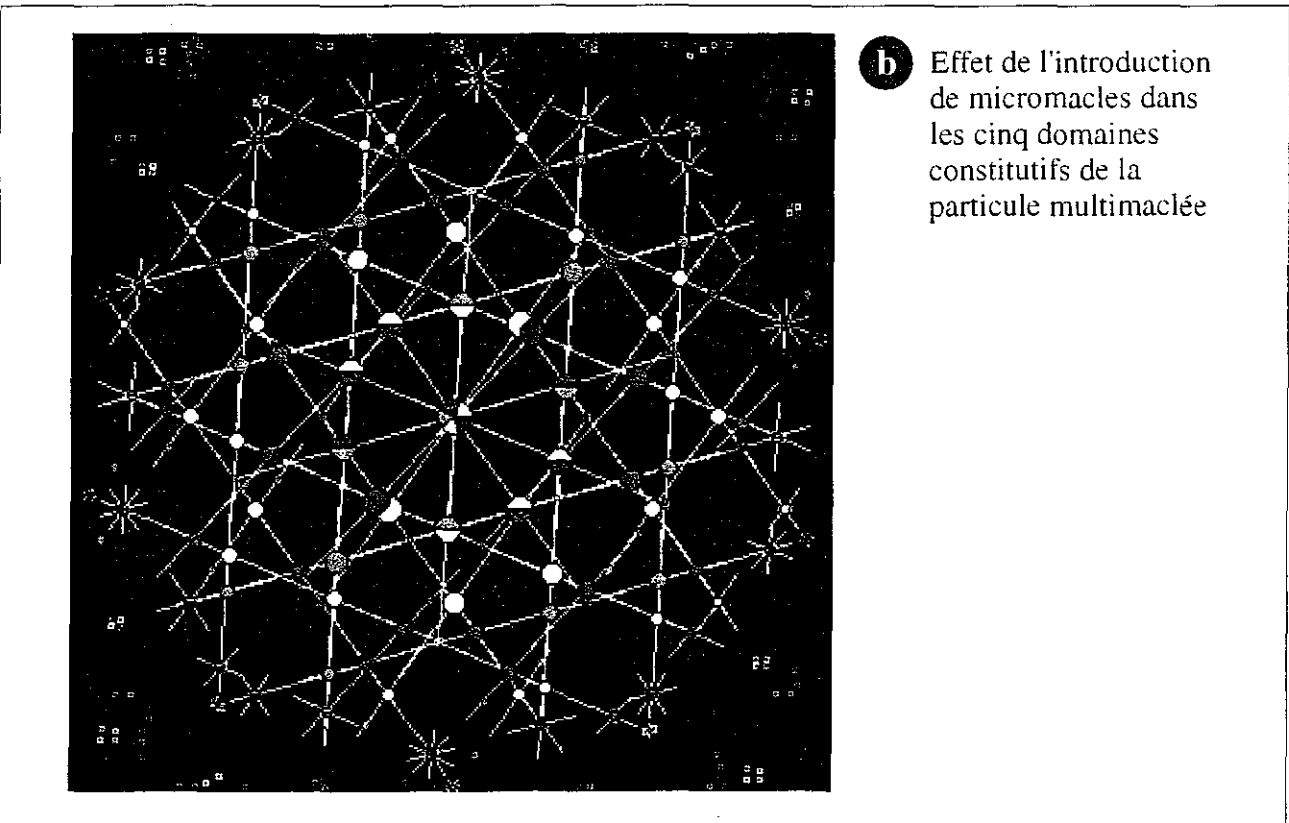 b Effet de l'introduction
de micromacles dans
les cinq domaines
constitutifs de la
particule multimaclée